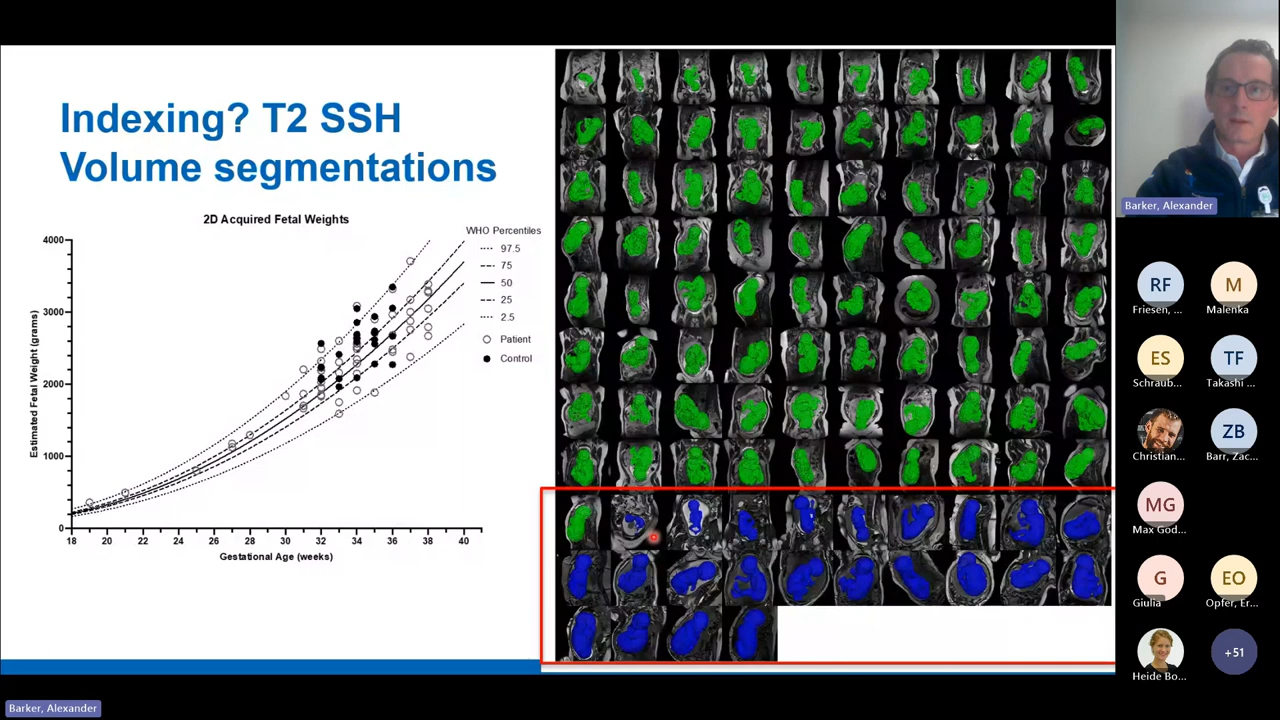 Indexing? T2 SSH
Volume segmentations
2D Acquired Fetal Weights
WHO Percentiles
97.5
75
50
25
2.5
Patient
Control
Estimated Fetal Weight (grams)
4000
3000
2000
1000
0
18 20 22 24 26 28 30 32 34 36 38 40
Gestational Age (weeks)
Barker, Alexander
RF
Friesen, ...
M
Malenka
ES
Schraub...
TF
Takashi ...
Christian...
ZB
Barr, Zac...
MG
Max God...
G
Giulia
EO
Opfer, Er...
Heide Bo...
+51
Barker, Alexander